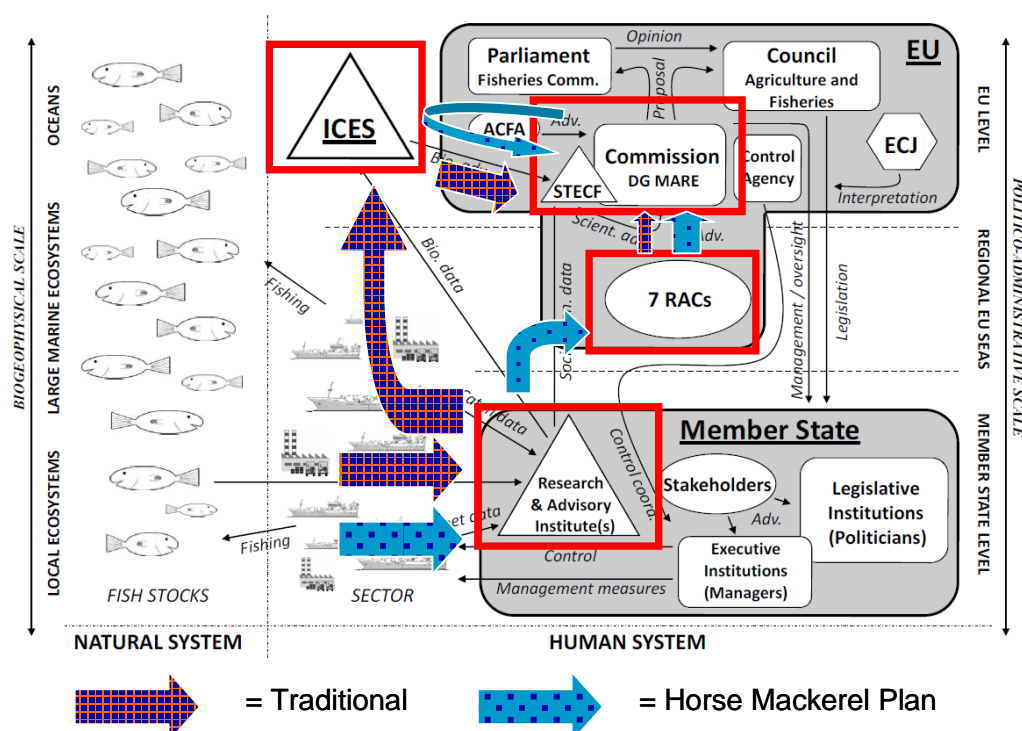 EU
Parliament
Fisheries Comm.
Opinion
Council
Agriculture and
Fisheries
Proposal
ICES
ACFA
Adv.
ECJ
Commission
DG MARE
Control
Agency
STECF
Interpretation
Scient.
Adv.
Bio. data
7 RACs
Fishing
Management / oversight
Legislation
data
Member State
Control coora.
Research
& Advisory
Institute(s)
Stakeholders
Adv.
Legislative
Institutions
(Politicians)
data
Fishing
Control
Executive
Institutions
(Managers)
Management measures
FISH STOCKS
SECTOR
NATURAL SYSTEM
HUMAN SYSTEM
BIOGEOPHYSICAL SCALE
OCEANS
LARGE MARINE ECOSYSTEMS
LOCAL ECOSYSTEMS
EU LEVEL
REGIONAL EU SEAS
MEMBER STATE LEVEL
POLITICO-ADMINISTRATIVE SCALE
= Traditional
= Horse Mackerel Plan